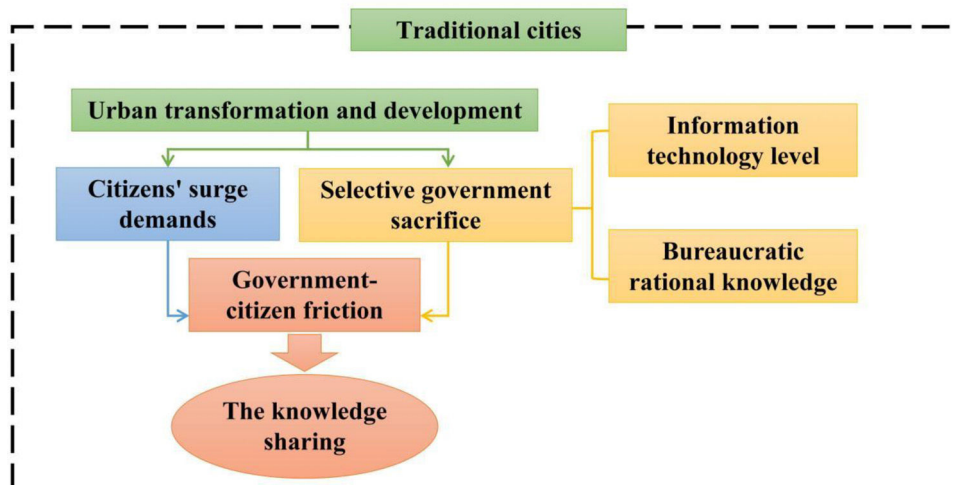 Traditional cities
Urban transformation and development
Citizens' surge
demands
Selective government
sacrifice
Information
technology level
Bureaucratic
rational knowledge
Government-
citizen friction
The knowledge
sharing